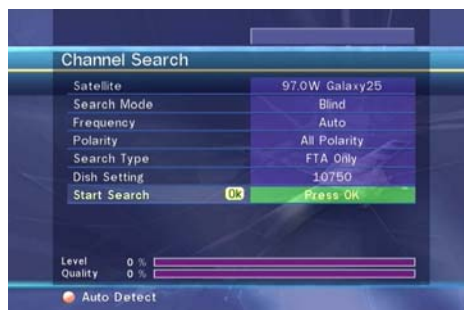 Channel Search
Satellite 97.0W Galaxy25
Search Mode Blind
Frequency Auto
Polarity All Polarity
Search Type FTA Only
Dish Setting 10750
Start Search Ok Press OK
Level 0 %
Quality 0 %
Auto Detect